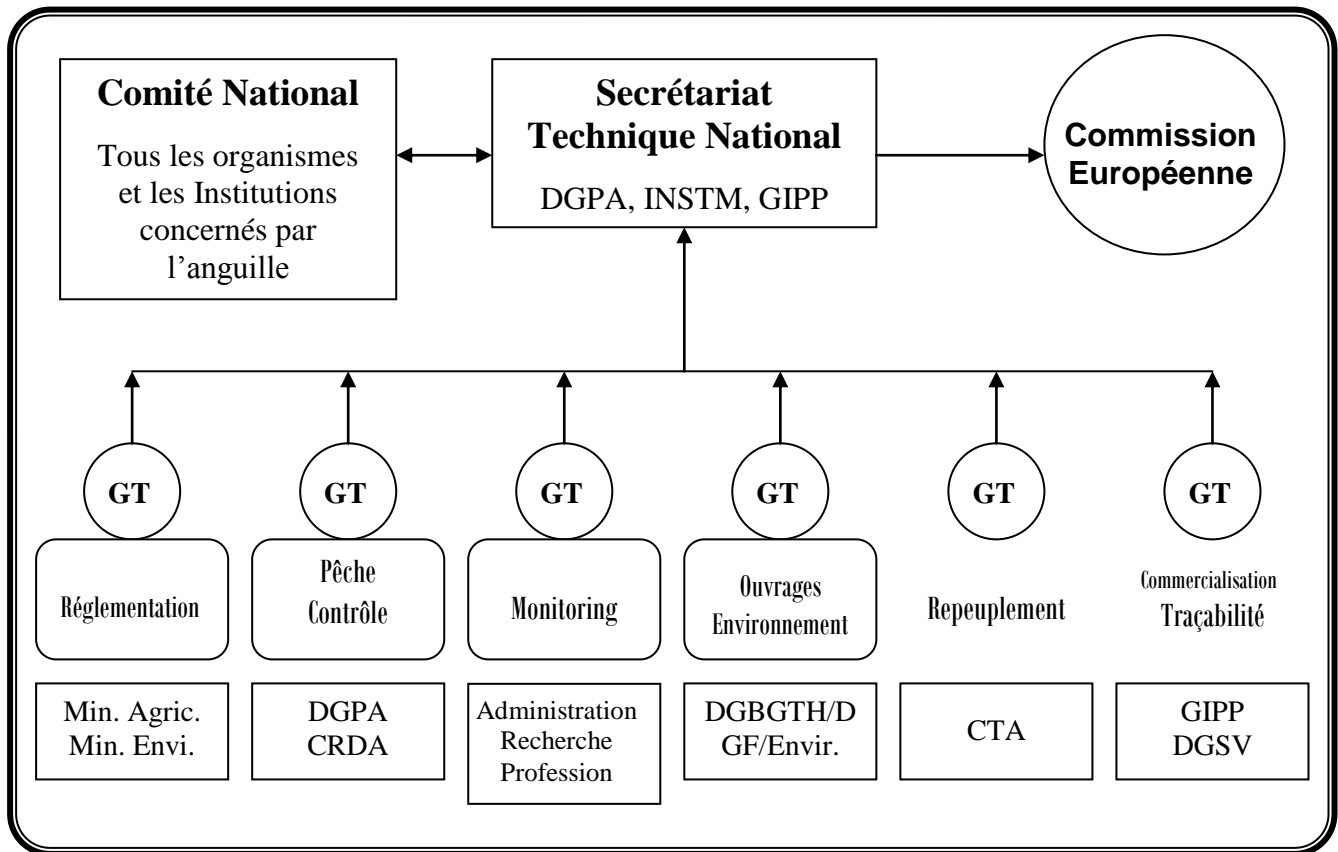 Comité National
Tous les organismes
et les Institutions
concernés par
l’anguille
Secrétariat
Technique National
DGPA, INSTM, GIPP
Commission
Européenne
GT
GT
GT
GT
GT
GT
Réglementation
Pêche
Contrôle
Monitoring
Ouvrages
Environnement
Repeuplement
Commercialisation
Traçabilité
Min. Agric.
Min. Envi.
DGPA
CRDA
Administration
Recherche
Profession
DGBGTH/D
GF/Envir.
CTA
GIPP
DGSV